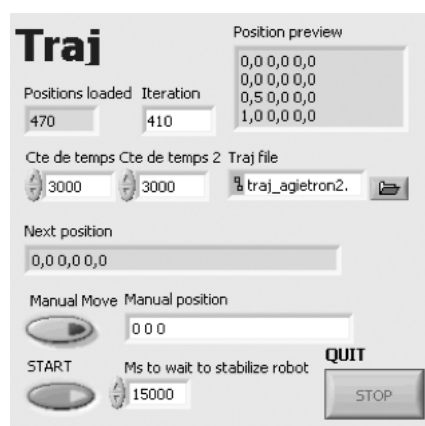 Traj
Position preview
0,0 0,0 0,0
0,0 0,0 0,0
0,5 0,0 0,0
1,0 0,0 0,0
Positions loaded Iteration
470 410
Cte de temps Cte de temps 2 Traj file
3000 3000 traj_agietron2.
Next position
0,0 0,0 0,0
Manual Move Manual position
0 0 0
START Ms to wait to stabilize robot
15000
QUIT
STOP